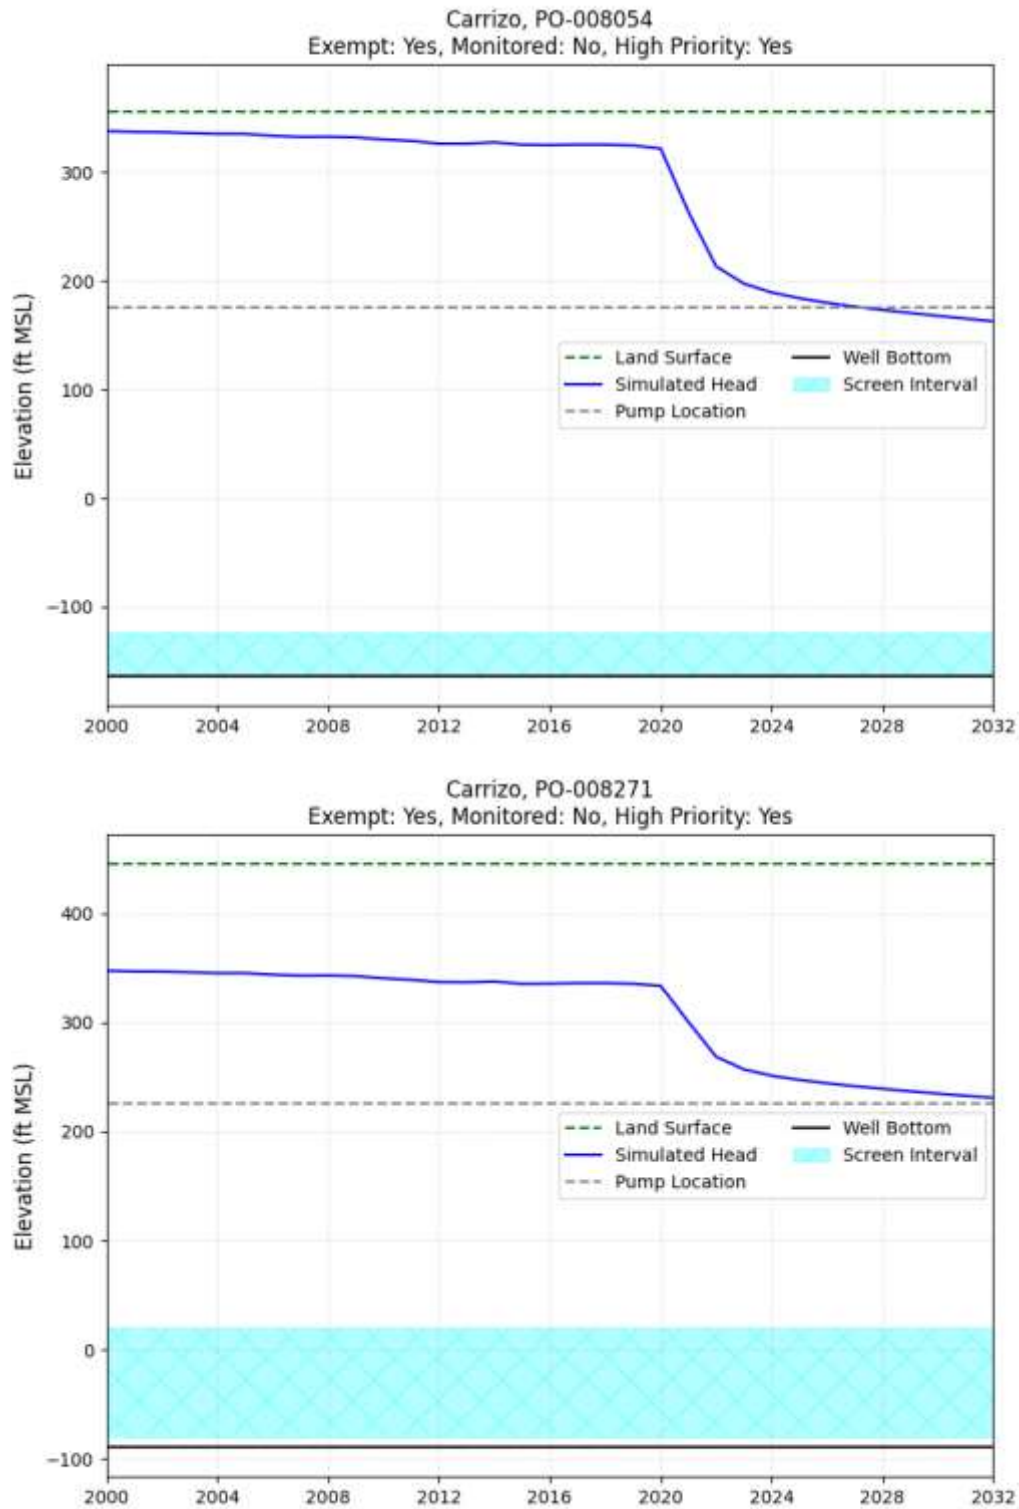 Carrizo, PO-008054
Exempt: Yes, Monitored: No, High Priority: Yes
Elevation (ft MSL)
300
200
100
0
−100
Land Surface
Simulated Head
Pump Location
Well Bottom
Screen Interval
2000 2004 2008 2012 2016 2020 2024 2028 2032
Carrizo, PO-008271
Exempt: Yes, Monitored: No, High Priority: Yes
Elevation (ft MSL)
400
300
200
100
0
−100
Land Surface
Simulated Head
Pump Location
Well Bottom
Screen Interval
2000 2004 2008 2012 2016 2020 2024 2028 2032